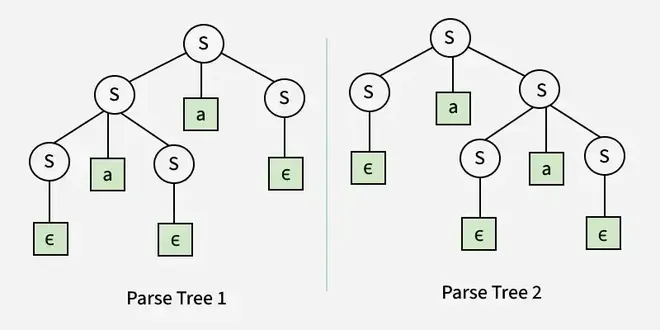 S
S a S
S a S ϵ
ϵ ϵ
Parse Tree 1
S
S a S
ϵ S a S
ϵ ϵ
Parse Tree 2